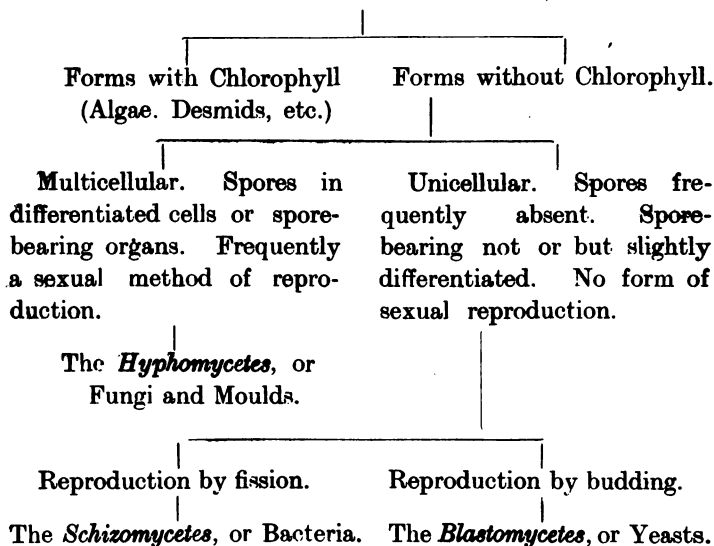 Forms with Chlorophyll
(Algae. Desmids, etc.)
Forms without Chlorophyll.
Multicellular. Spores in
differentiated cells or spore-
bearing organs. Frequently
a sexual method of repro-
duction.
Unicellular. Spores fre-
quently absent. Spore-
bearing not or but slightly
differentiated. No form of
sexual reproduction.
The Hyphomycetes, or
Fungi and Moulds.
Reproduction by fission.
Reproduction by budding.
The Schizomycetes, or Bacteria.
The Blastomycetes, or Yeasts.